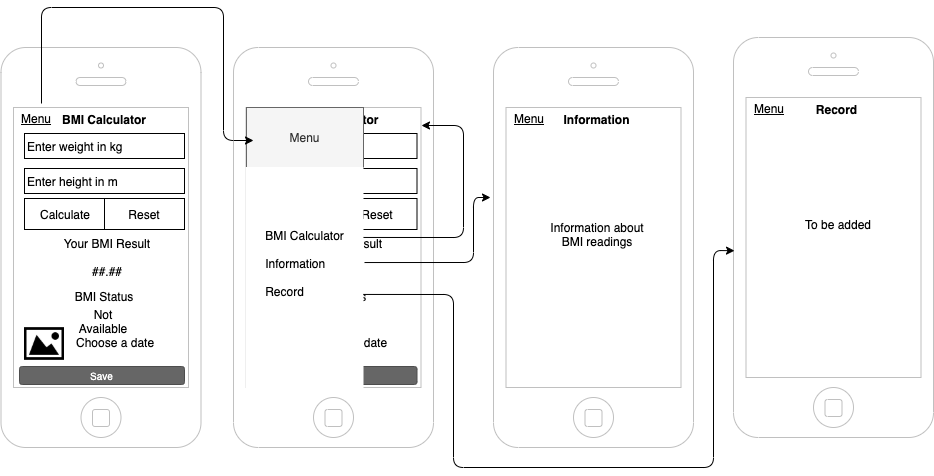 Menu BMI Calculator
Enter weight in kg
Enter height in m
Calculate Reset
Your BMI Result
##.##
BMI Status
Not
Available
Choose a date
Save
Menu
tor
Reset
BMI Calculator
sult
Information
Record
s
date
Menu Information
Information about
BMI readings
Menu Record
To be added